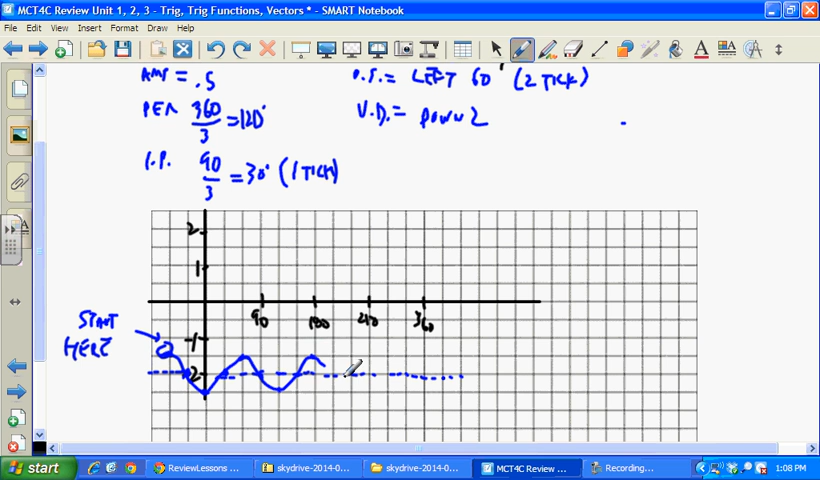 MCT4C Review Unit 1, 2, 3 - Trig, Trig Functions, Vectors * - SMART Notebook
File Edit View Insert Format Draw Help
AMP = .5
P.S. = LEFT 60° (2 TICK)
PER 360/3 = 120°
V.D. = DOWN 2
I.P. 90/3 = 30° (1 TICK)
2
1
90 180 240 360
START
HERE
-1
-2
start
ReviewLessons ...
skydrive-2014-0...
skydrive-2014-0...
MCT4C Review ...
Recording...
1:08 PM